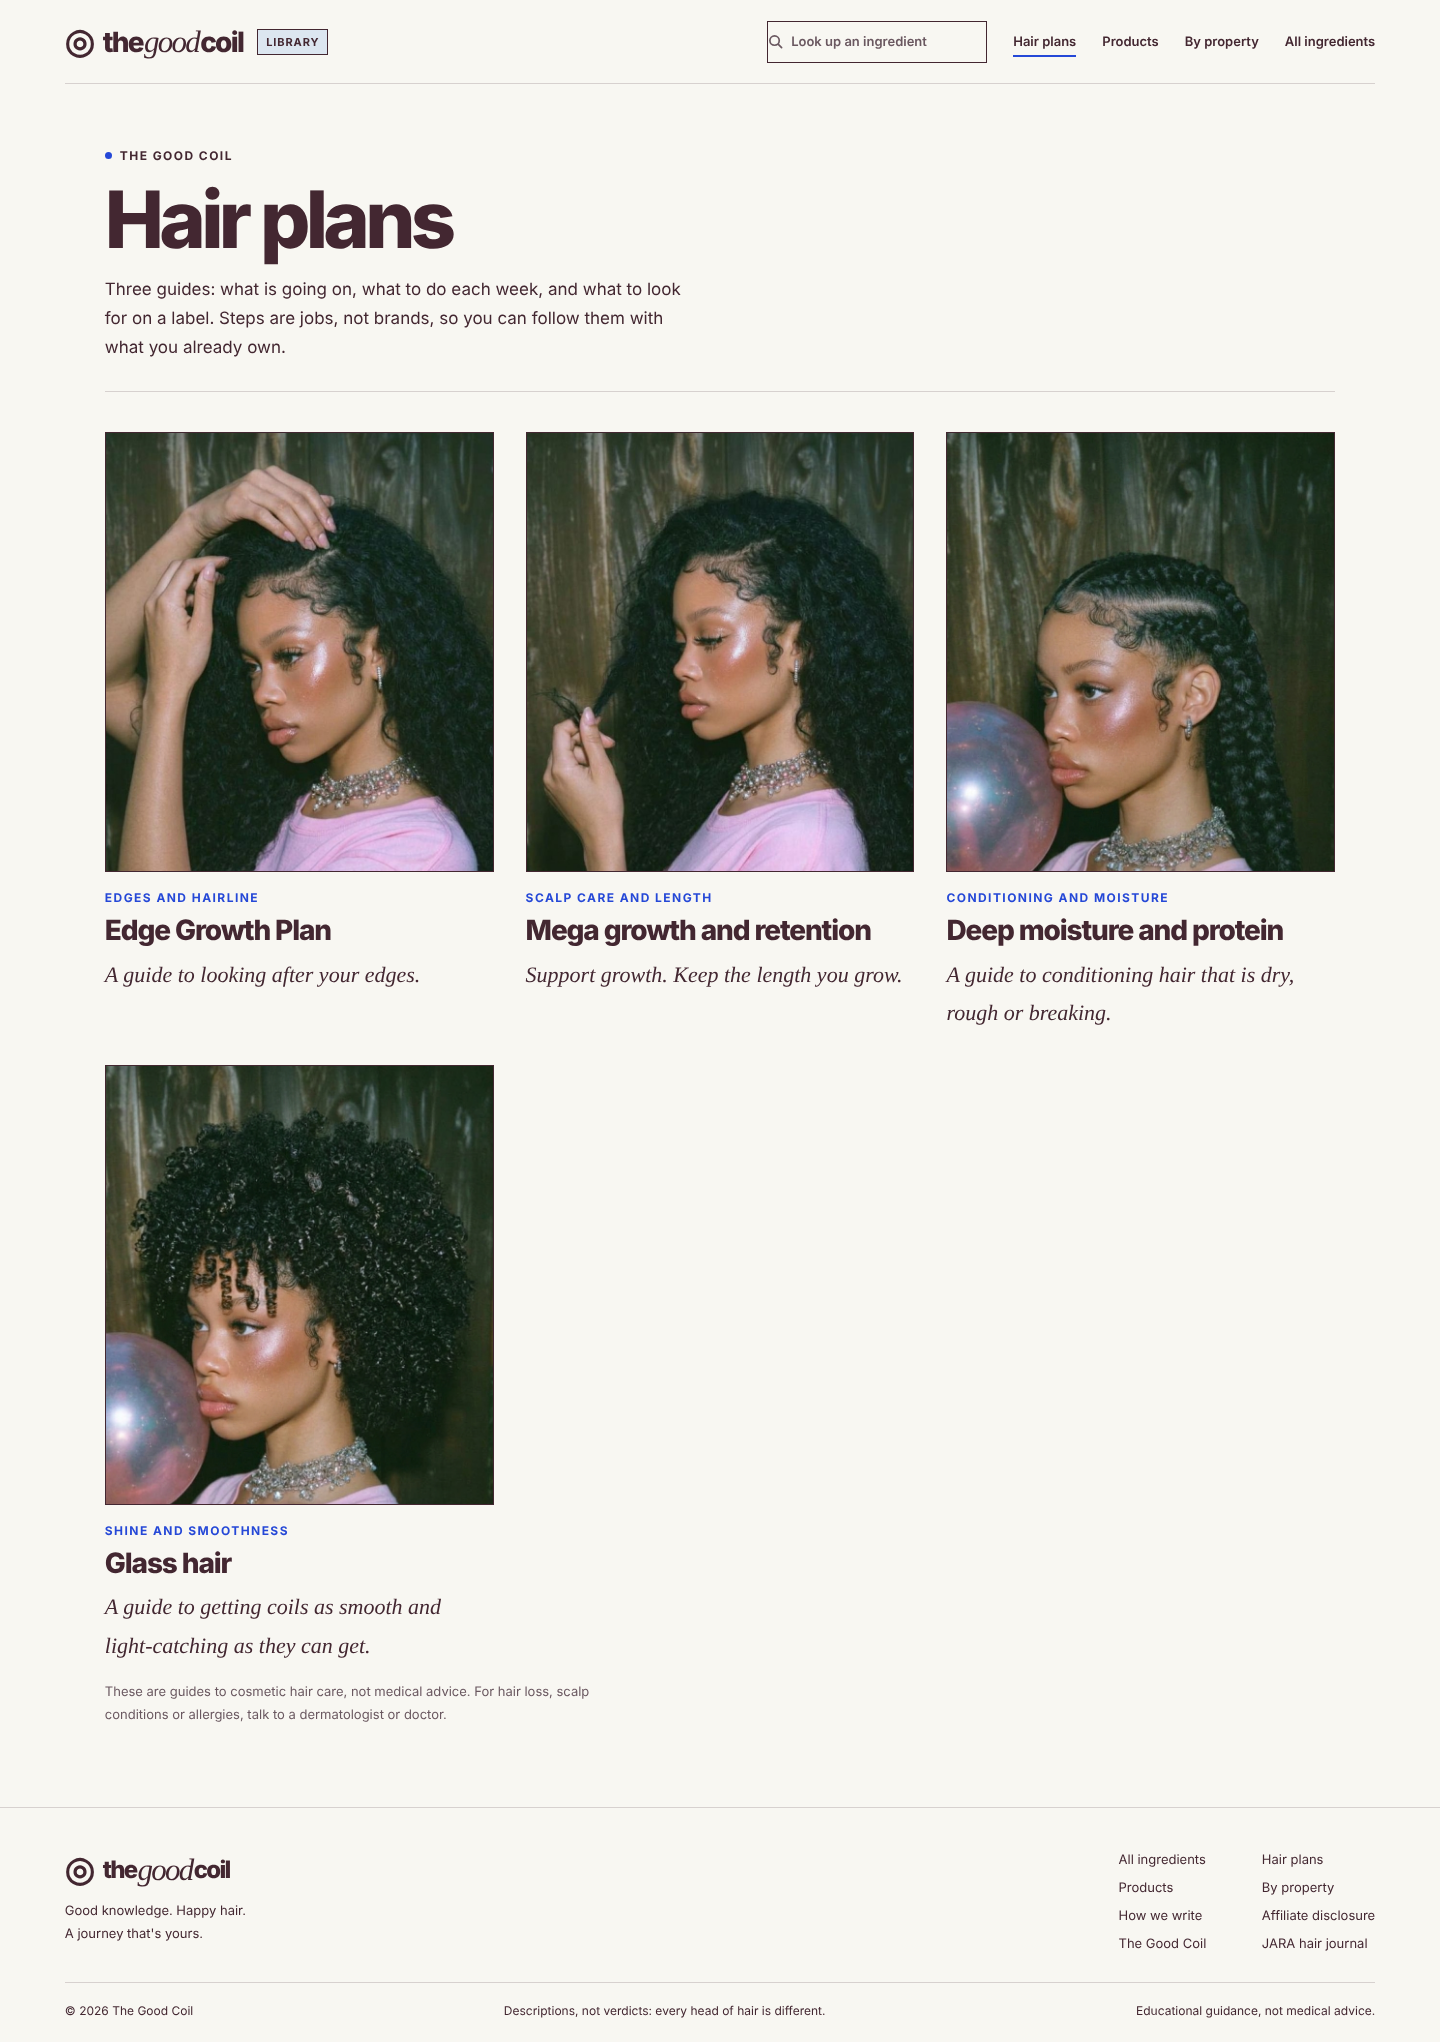 thegoodcoil LIBRARY
Look up an ingredient
Hair plans Products By property All ingredients
THE GOOD COIL
Hair plans
Three guides: what is going on, what to do each week, and what to look
for on a label. Steps are jobs, not brands, so you can follow them with
what you already own.
EDGES AND HAIRLINE
Edge Growth Plan
A guide to looking after your edges.
SCALP CARE AND LENGTH
Mega growth and retention
Support growth. Keep the length you grow.
CONDITIONING AND MOISTURE
Deep moisture and protein
A guide to conditioning hair that is dry,
rough or breaking.
SHINE AND SMOOTHNESS
Glass hair
A guide to getting coils as smooth and
light-catching as they can get.
These are guides to cosmetic hair care, not medical advice. For hair loss, scalp
conditions or allergies, talk to a dermatologist or doctor.
thegoodcoil
Good knowledge. Happy hair.
A journey that's yours.
All ingredients
Products
How we write
The Good Coil
Hair plans
By property
Affiliate disclosure
JARA hair journal
© 2026 The Good Coil
Descriptions, not verdicts: every head of hair is different.
Educational guidance, not medical advice.